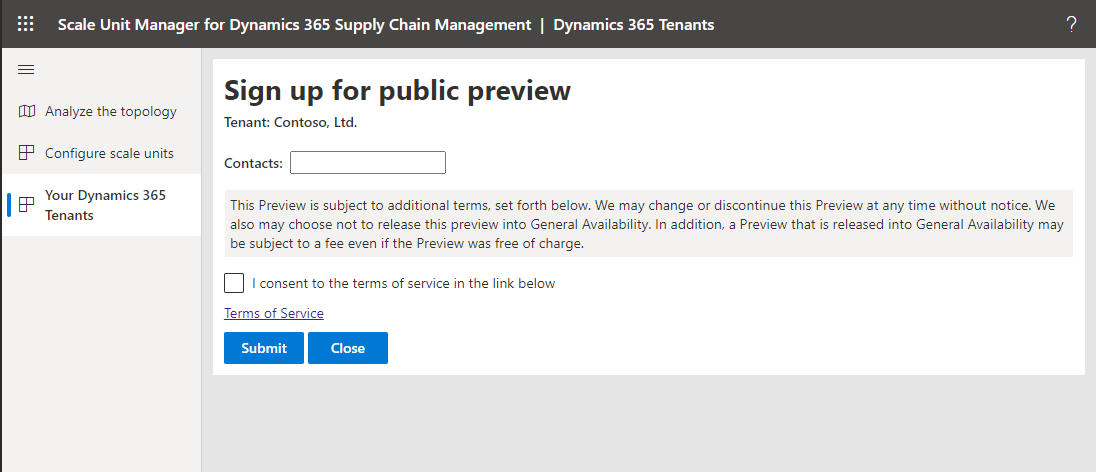 Scale Unit Manager for Dynamics 365 Supply Chain Management | Dynamics 365 Tenants ?
Analyze the topology
Configure scale units
Your Dynamics 365
Tenants
Sign up for public preview
Tenant: Contoso, Ltd.
Contacts:
This Preview is subject to additional terms, set forth below. We may change or discontinue this Preview at any time without notice. We
also may choose not to release this preview into General Availability. In addition, a Preview that is released into General Availability may
be subject to a fee even if the Preview was free of charge.
I consent to the terms of service in the link below
Terms of Service
Submit Close